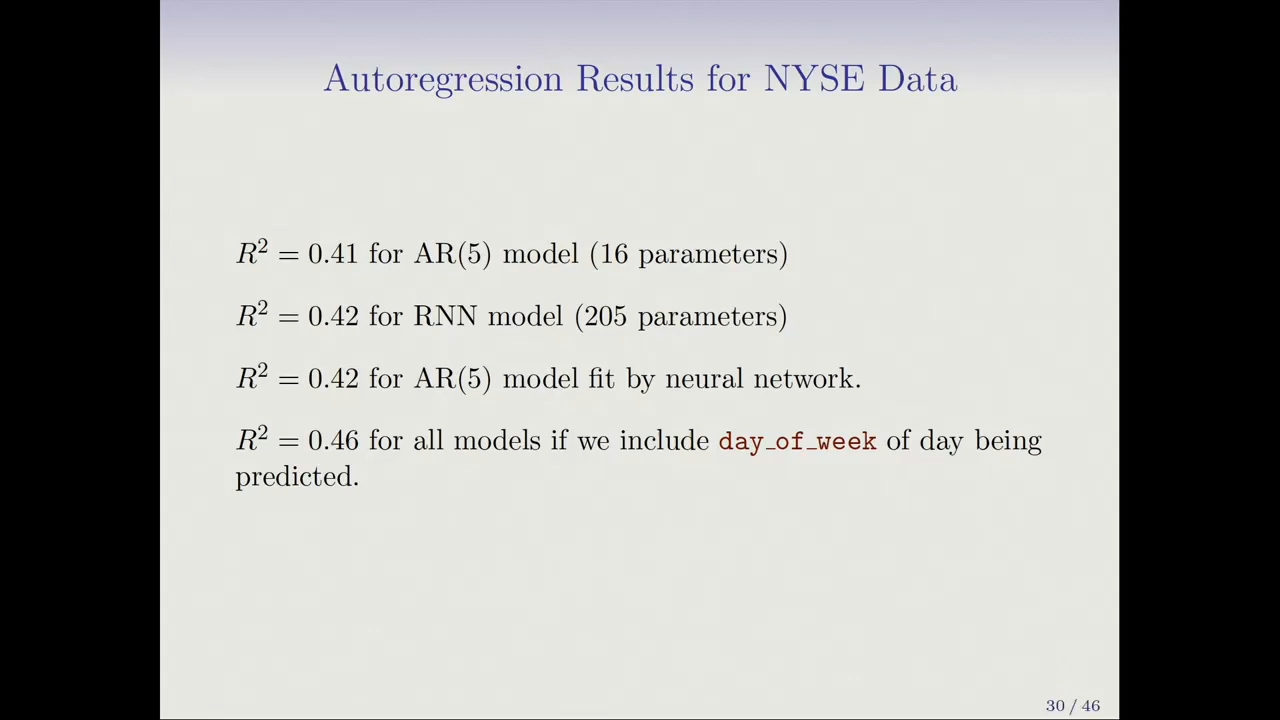 Autoregression Results for NYSE Data
R² = 0.41 for AR(5) model (16 parameters)
R² = 0.42 for RNN model (205 parameters)
R² = 0.42 for AR(5) model fit by neural network.
R² = 0.46 for all models if we include day_of_week of day being
predicted.
30 / 46